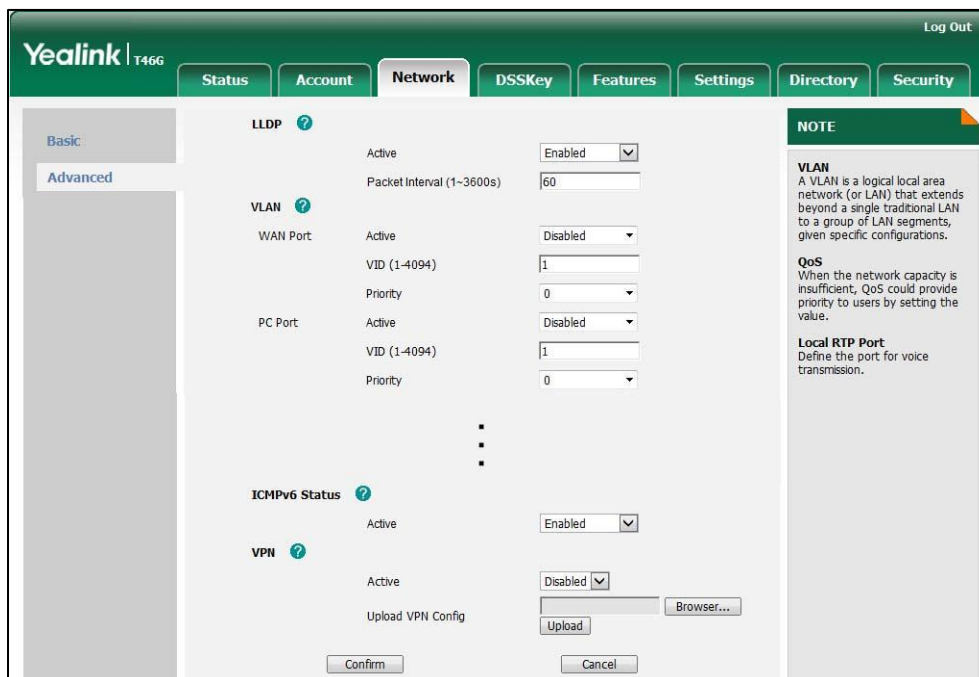 Log Out
Yealink | T46G
Status Account Network DSSKey Features Settings Directory Security
Basic
Advanced
LLDP ?
Active Enabled
Packet Interval (1~3600s) 60
VLAN ?
WAN Port Active Disabled
VID (1-4094) 1
Priority 0
PC Port Active Disabled
VID (1-4094) 1
Priority 0
ICMPv6 Status ?
Active Enabled
VPN ?
Active Disabled
Upload VPN Config Browser...
Upload
Confirm Cancel
NOTE
VLAN
A VLAN is a logical local area
network (or LAN) that extends
beyond a single traditional LAN
to a group of LAN segments,
given specific configurations.
QoS
When the network capacity is
insufficient, QoS could provide
priority to users by setting the
value.
Local RTP Port
Define the port for voice
transmission.